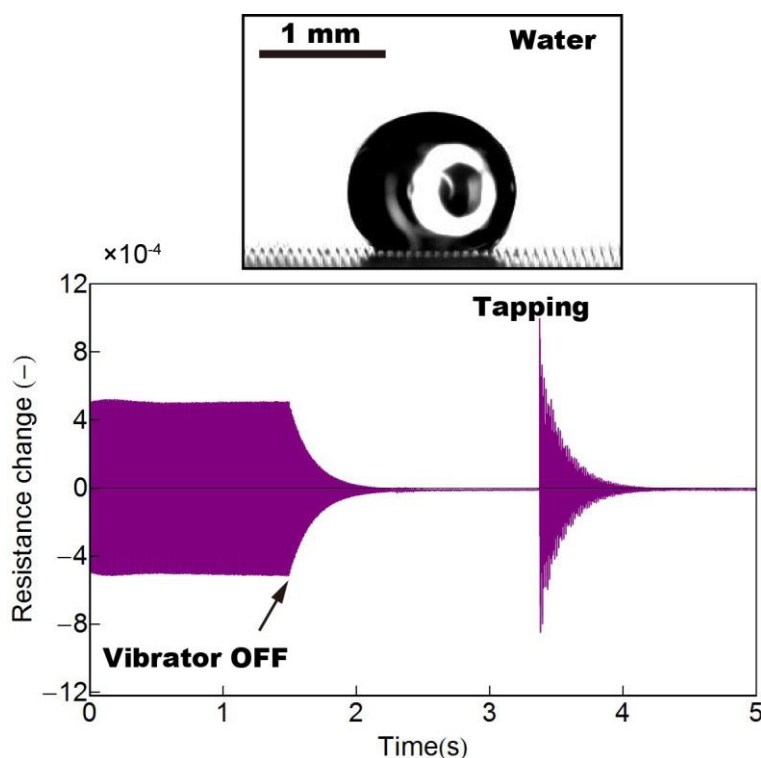 1 mm
Water
×10-4
12
8
4
0
−4
−8
−12
Resistance change (−)
Tapping
Vibrator OFF
0 1 2 3 4 5
Time(s)